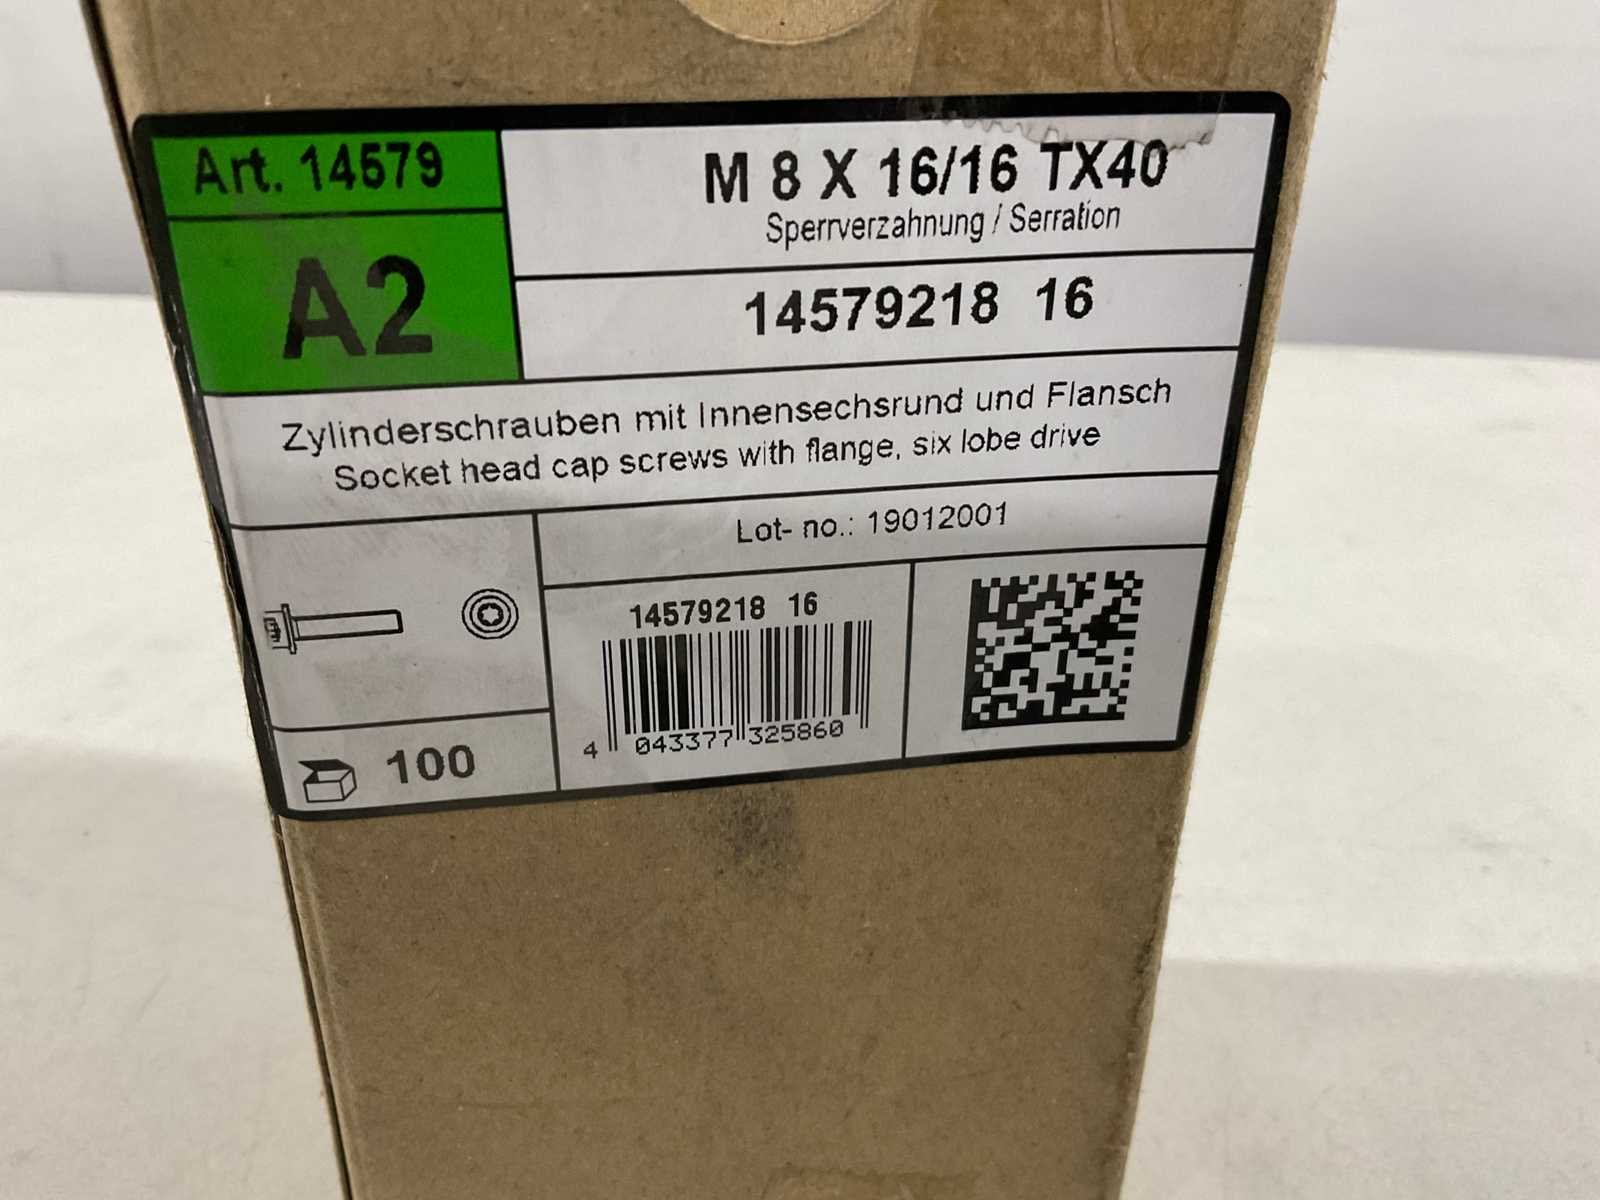 Art. 14579
M 8 X 16/16 TX40
Sperrverzahnung / Serration
A2
14579218 16
Zylinderschrauben mit Innensechsrund und Flansch
Socket head cap screws with flange, six lobe drive
Lot- no.: 19012001
14579218 16
4 043377 325860
100